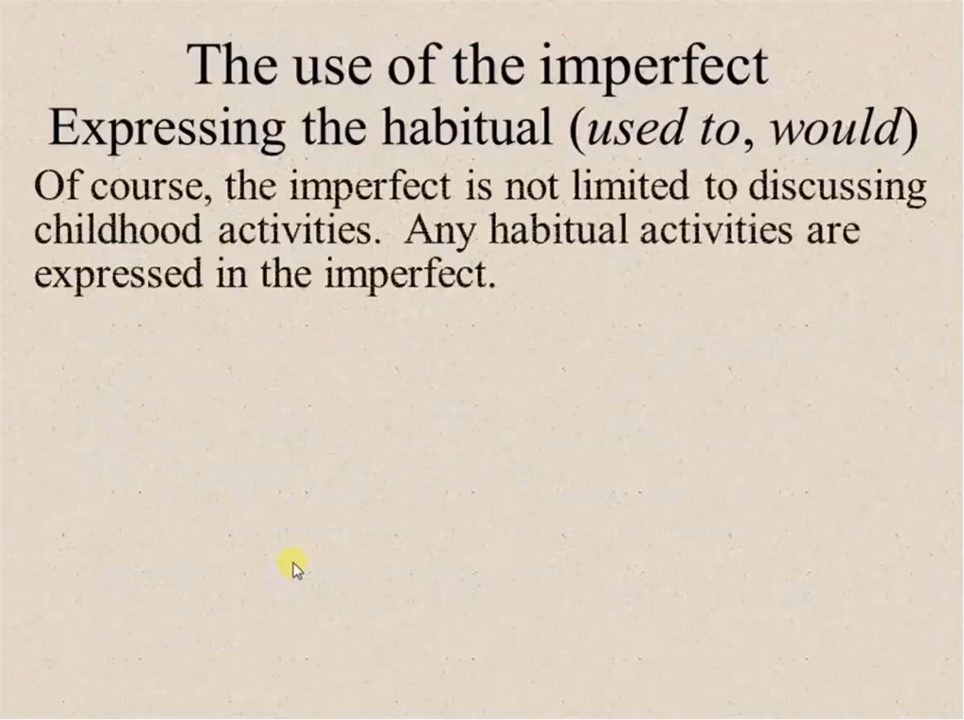 The use of the imperfect
Expressing the habitual (used to, would)
Of course, the imperfect is not limited to discussing
childhood activities.  Any habitual activities are
expressed in the imperfect.